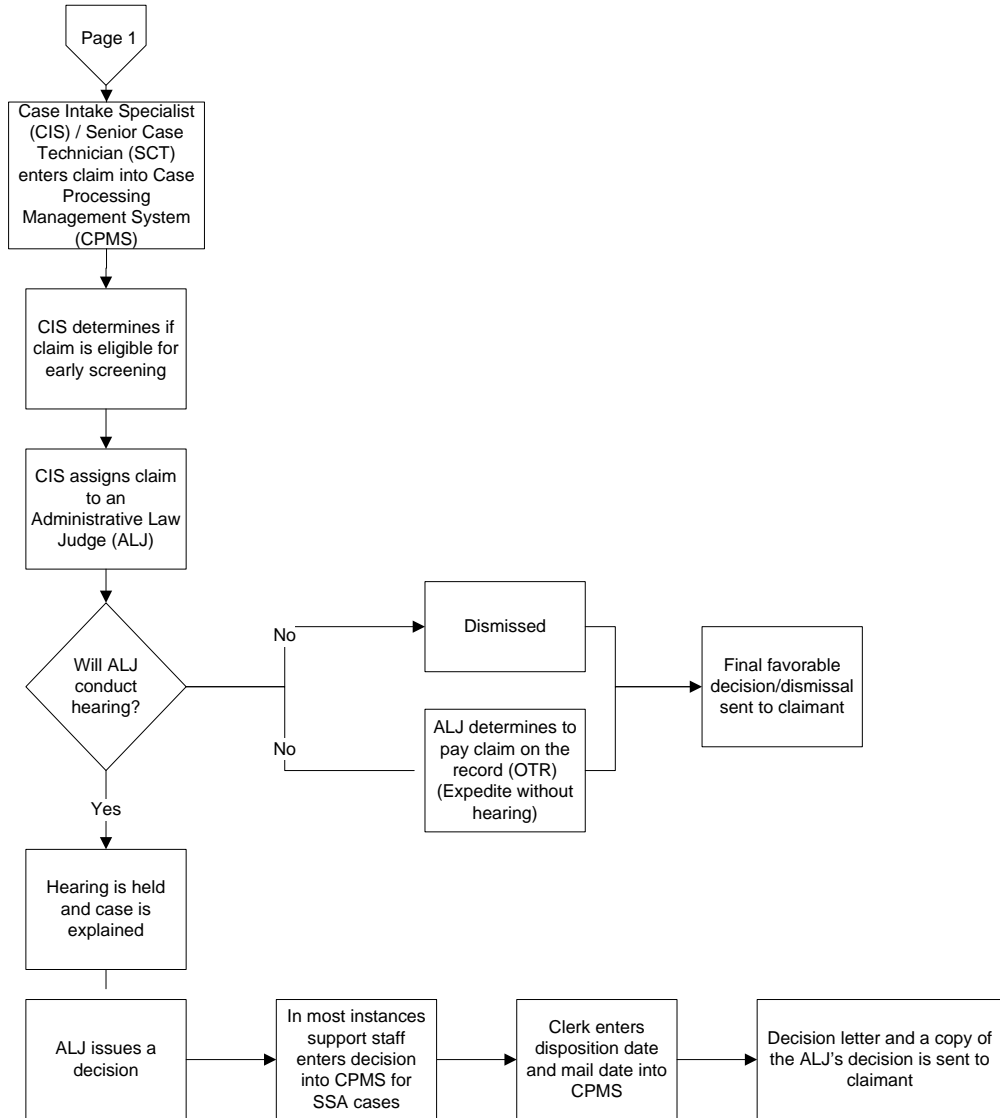 Page 1
Case Intake Specialist
(CIS) / Senior Case
Technician (SCT)
enters claim into Case
Processing
Management System
(CPMS)
CIS determines if
claim is eligible for
early screening
CIS assigns claim
to an
Administrative Law
Judge (ALJ)
Will ALJ
conduct
hearing?
No
Dismissed
No
ALJ determines to
pay claim on the
record (OTR)
(Expedite without
hearing)
Final favorable
decision/dismissal
sent to claimant
Yes
Hearing is held
and case is
explained
ALJ issues a
decision
In most instances
support staff
enters decision
into CPMS for
SSA cases
Clerk enters
disposition date
and mail date into
CPMS
Decision letter and a copy of
the ALJ's decision is sent to
claimant